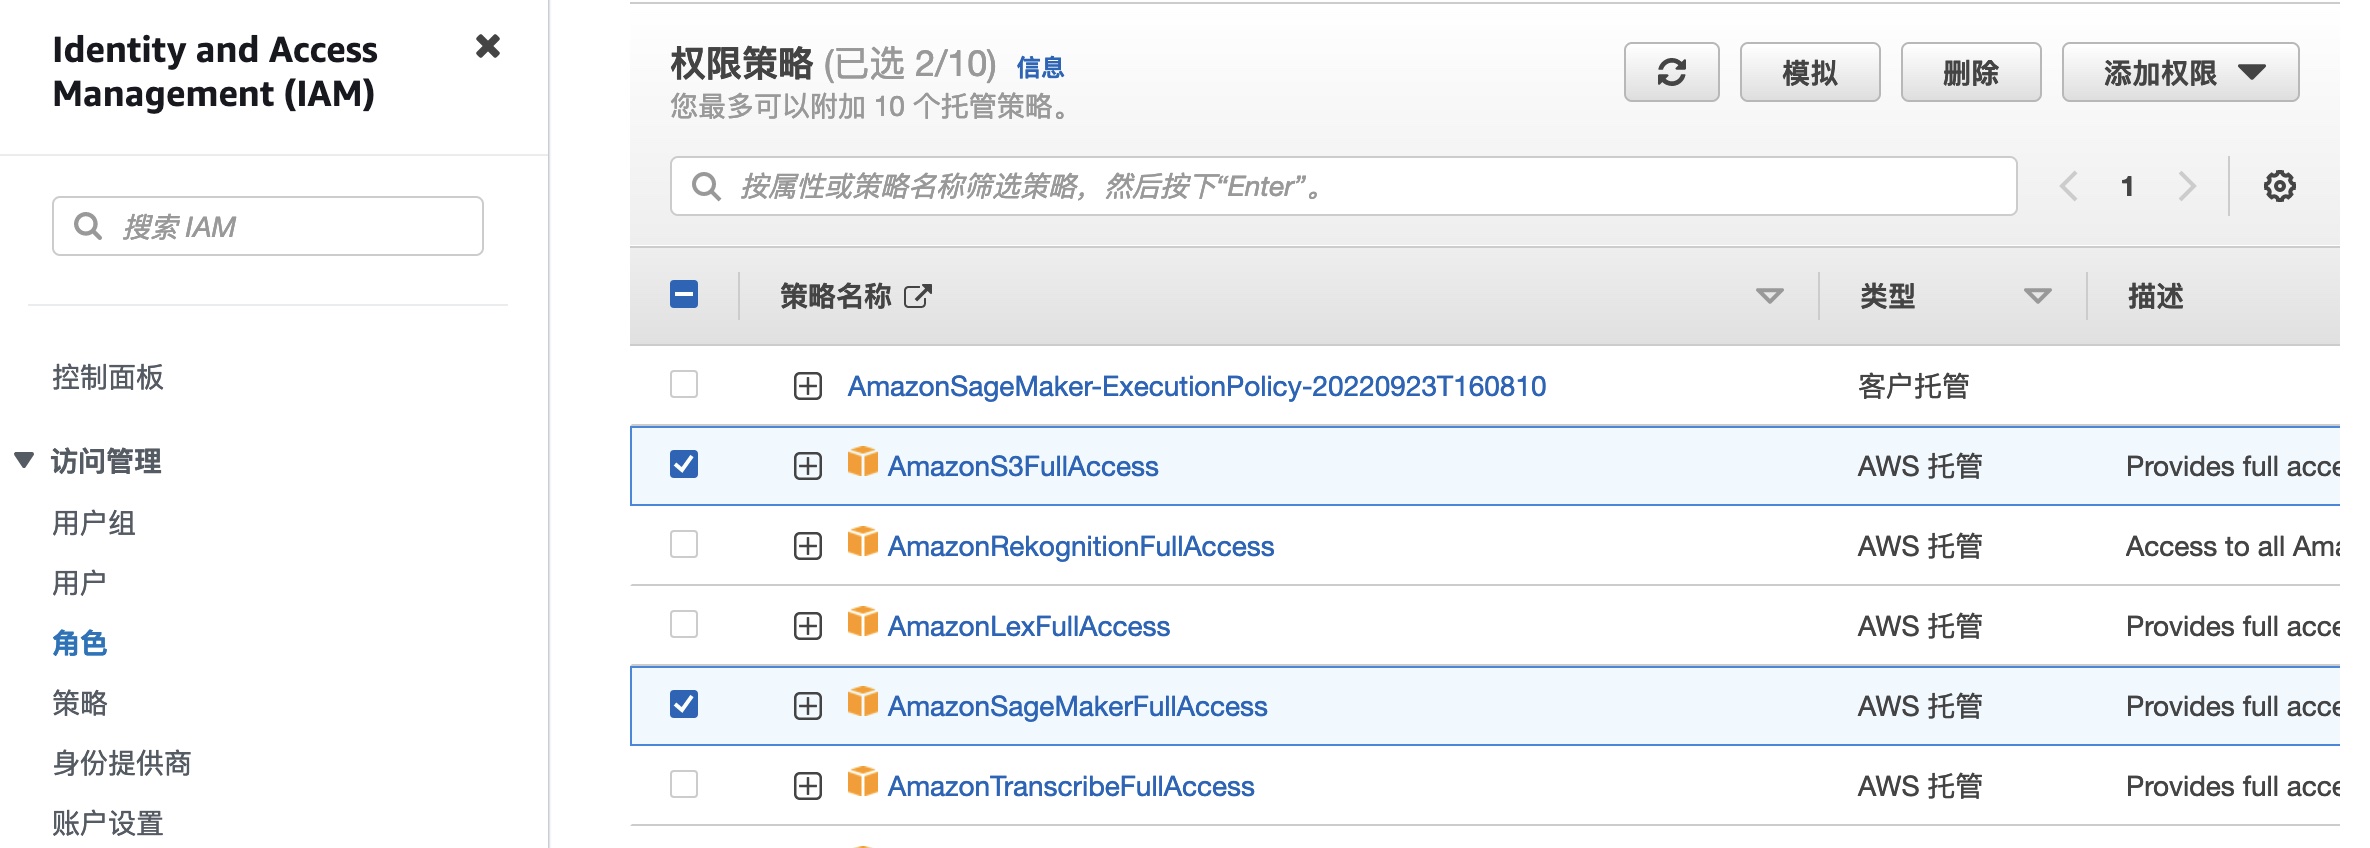 Identity and Access
Management (IAM)
搜索 IAM
控制面板
访问管理
用户组
用户
角色
策略
身份提供商
账户设置
权限策略 (已选 2/10) 信息
您最多可以附加 10 个托管策略。
模拟
删除
添加权限
按属性或策略名称筛选策略，然后按下“Enter”。
1
策略名称 类型 描述
AmazonSageMaker-ExecutionPolicy-20220923T160810 客户托管
AmazonS3FullAccess AWS 托管 Provides full acce
AmazonRekognitionFullAccess AWS 托管 Access to all Ama
AmazonLexFullAccess AWS 托管 Provides full acce
AmazonSageMakerFullAccess AWS 托管 Provides full acce
AmazonTranscribeFullAccess AWS 托管 Provides full acce